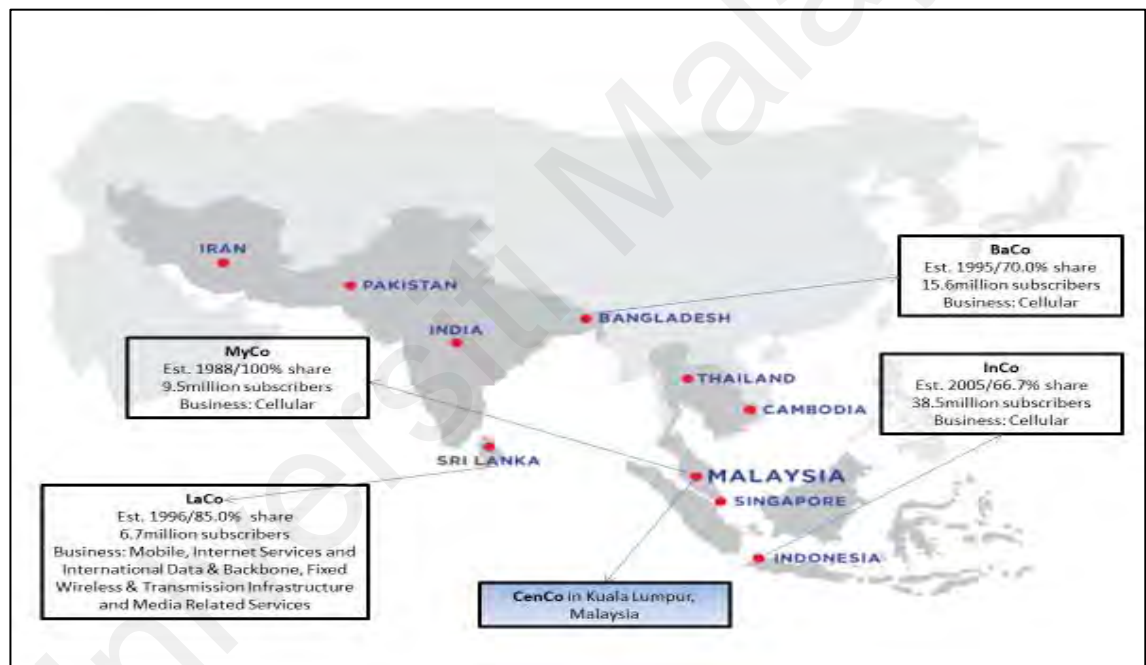 IRAN
PAKISTAN
INDIA
BANGLADESH
THAILAND
CAMBODIA
SRI LANKA
MALAYSIA
SINGAPORE
INDONESIA
BaCo
Est. 1995/70.0% share
15.6million subscribers
Business: Cellular
MyCo
Est. 1988/100% share
9.5million subscribers
Business: Cellular
InCo
Est. 2005/66.7% share
38.5million subscribers
Business: Cellular
LaCo
Est. 1996/85.0% share
6.7million subscribers
Business: Mobile, Internet Services and
International Data & Backbone, Fixed
Wireless & Transmission Infrastructure
and Media Related Services
CenCo in Kuala Lumpur,
Malaysia